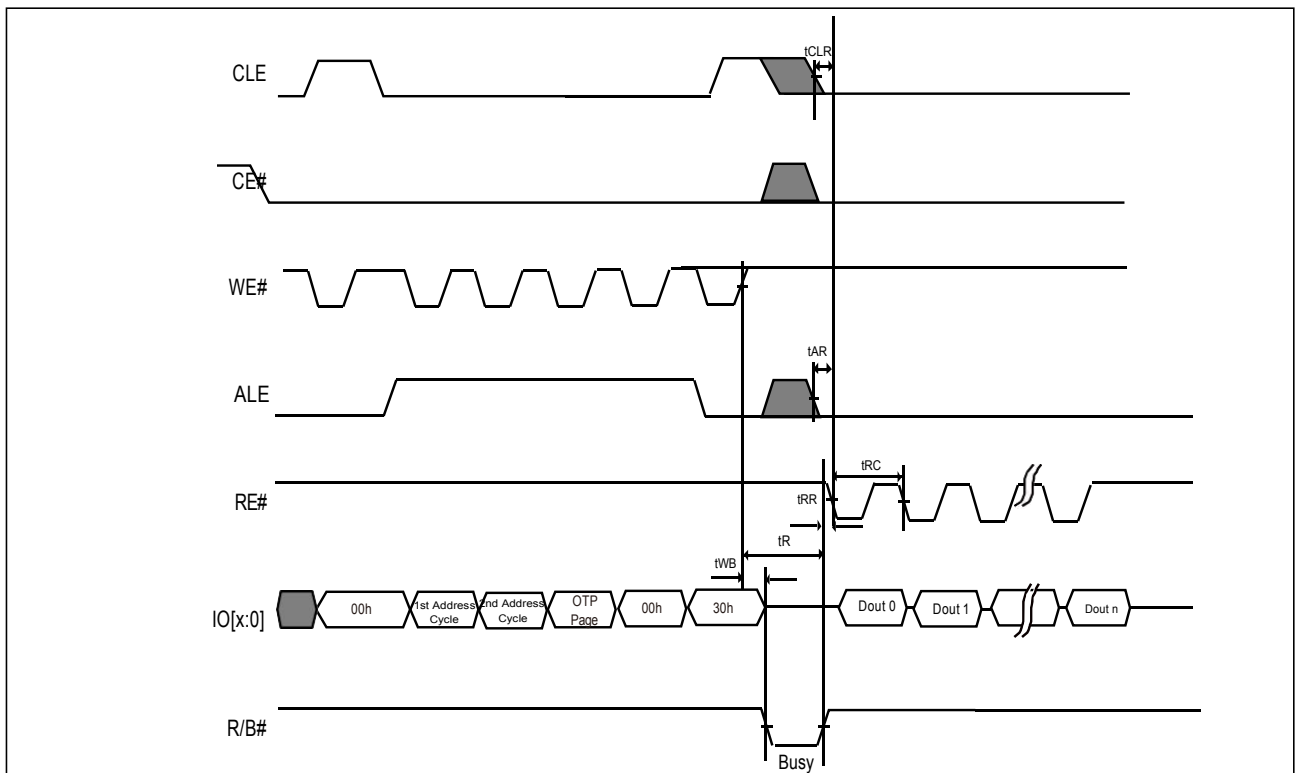 tCLR
CLE
CE#
WE#
tAR
ALE
tRC
RE#
tRR
tR
tWB
IO[x:0]
00h
1st Address
Cycle
2nd Address
Cycle
OTP
Page
00h
30h
Dout 0
Dout 1
Dout n
R/B#
Busy